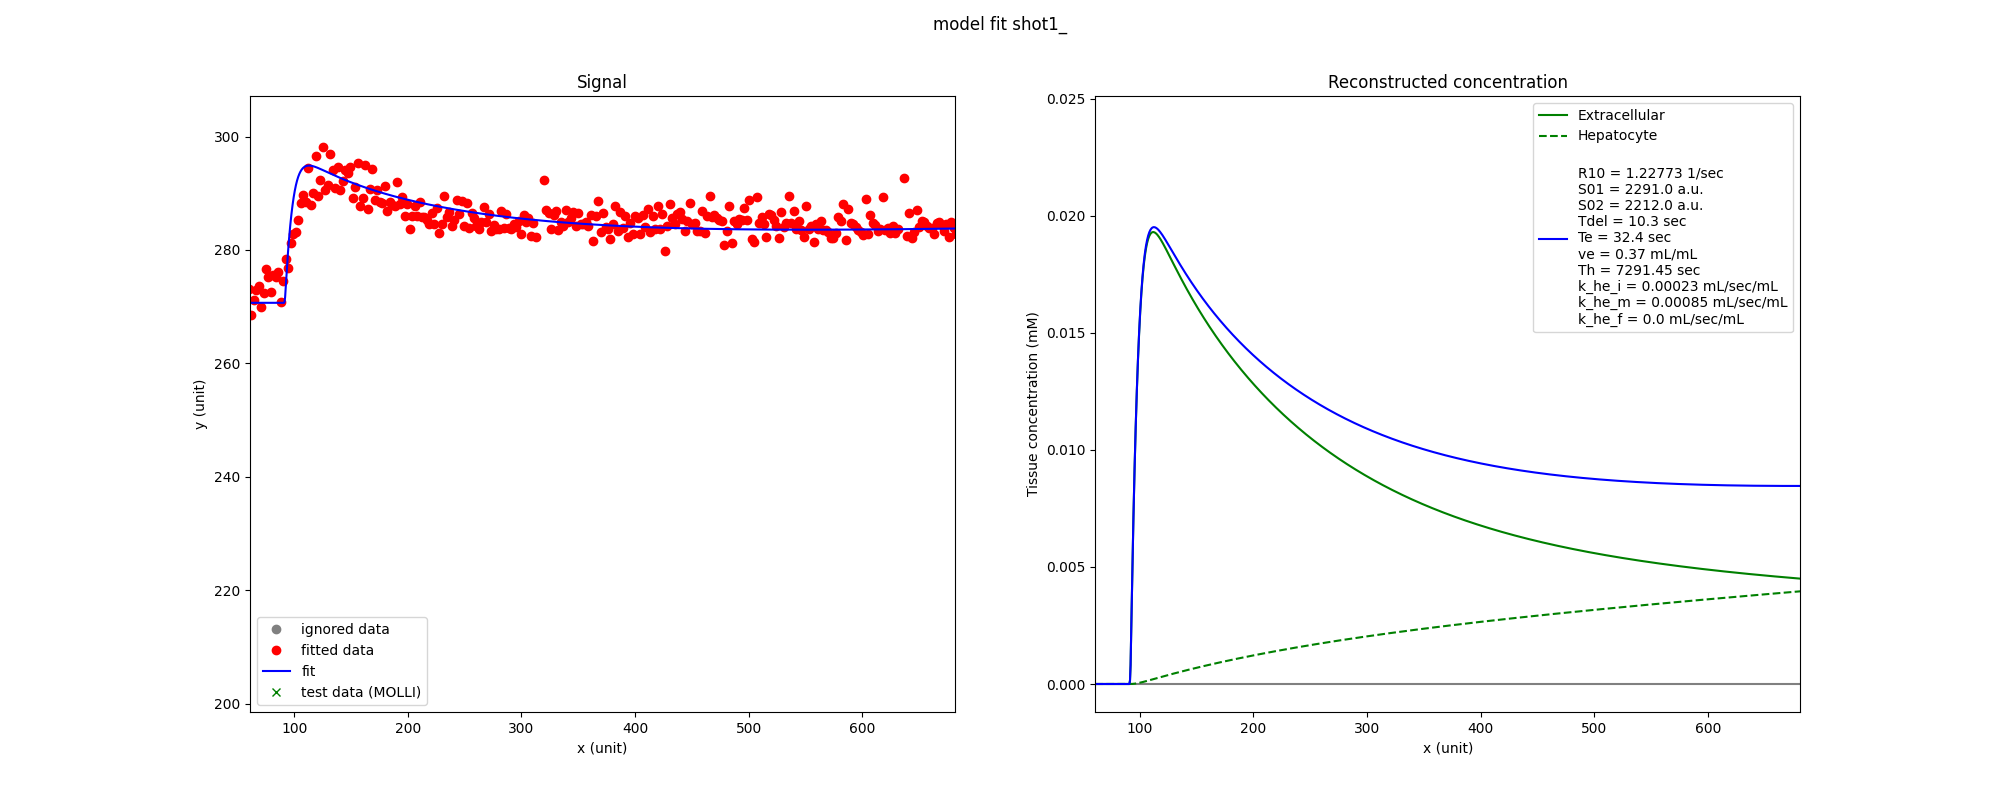 model fit shot1_
Signal
300
280
260
240
220
200
y (unit)
ignored data
fitted data
fit
test data (MOLLI)
100 200 300 400 500 600
x (unit)
Reconstructed concentration
0.025
0.020
0.015
0.010
0.005
0.000
Tissue concentration (mM)
Extracellular
Hepatocyte
R10 = 1.22773 1/sec
S01 = 2291.0 a.u.
S02 = 2212.0 a.u.
Tdel = 10.3 sec
Te = 32.4 sec
ve = 0.37 mL/mL
Th = 7291.45 sec
k_he_i = 0.00023 mL/sec/mL
k_he_m = 0.00085 mL/sec/mL
k_he_f = 0.0 mL/sec/mL
100 200 300 400 500 600
x (unit)